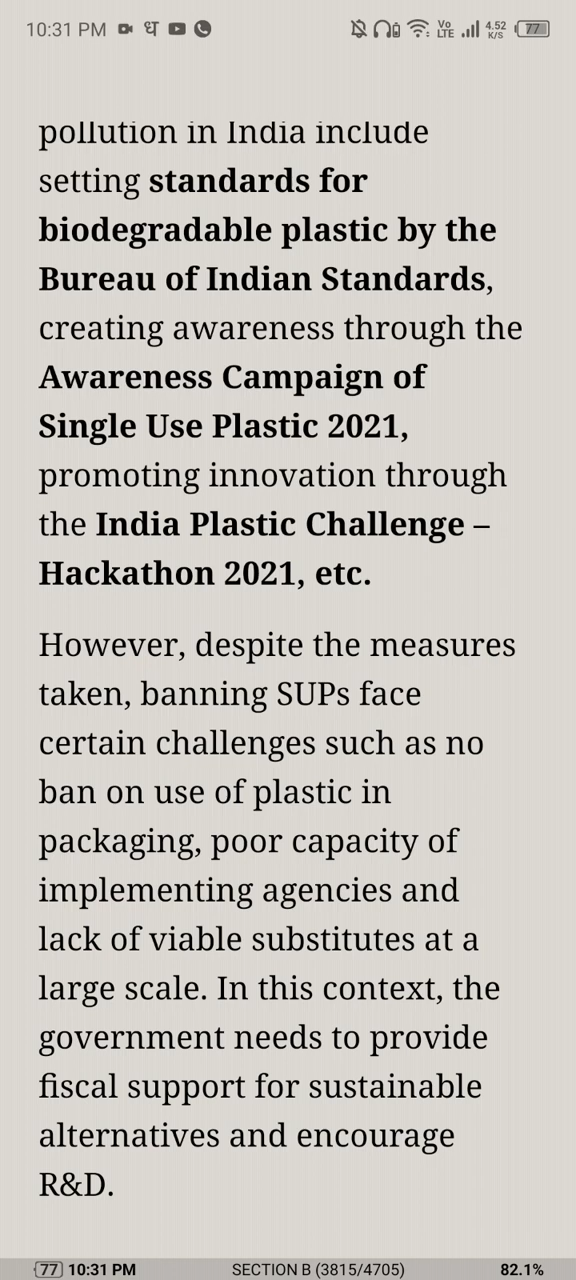 10:31 PM ध Vo LTE 4.52 K/S 77
pollution in India include
setting standards for
biodegradable plastic by the
Bureau of Indian Standards,
creating awareness through the
Awareness Campaign of
Single Use Plastic 2021,
promoting innovation through
the India Plastic Challenge –
Hackathon 2021, etc.
However, despite the measures
taken, banning SUPs face
certain challenges such as no
ban on use of plastic in
packaging, poor capacity of
implementing agencies and
lack of viable substitutes at a
large scale. In this context, the
government needs to provide
fiscal support for sustainable
alternatives and encourage
R&D.
77 10:31 PM SECTION B (3815/4705) 82.1%